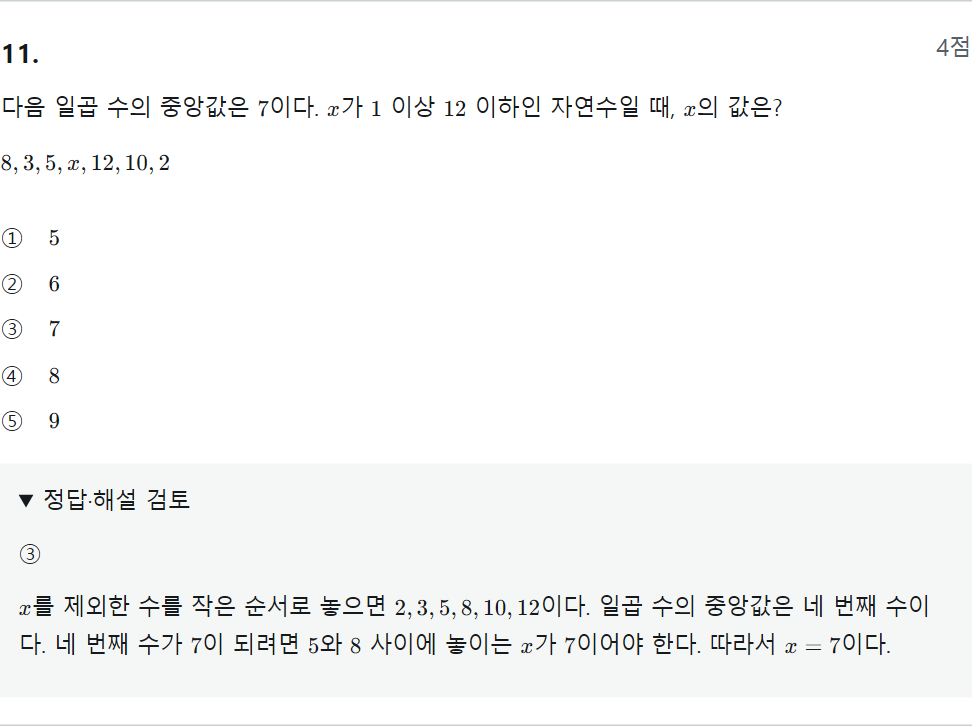 11.
4점
다음 일곱 수의 중앙값은 7이다. x가 1 이상 12 이하인 자연수일 때, x의 값은?
8, 3, 5, x, 12, 10, 2
① 5
② 6
③ 7
④ 8
⑤ 9
▼ 정답·해설 검토
③
x를 제외한 수를 작은 순서로 놓으면 2, 3, 5, 8, 10, 12이다. 일곱 수의 중앙값은 네 번째 수이
다. 네 번째 수가 7이 되려면 5와 8 사이에 놓이는 x가 7이어야 한다. 따라서 x = 7이다.